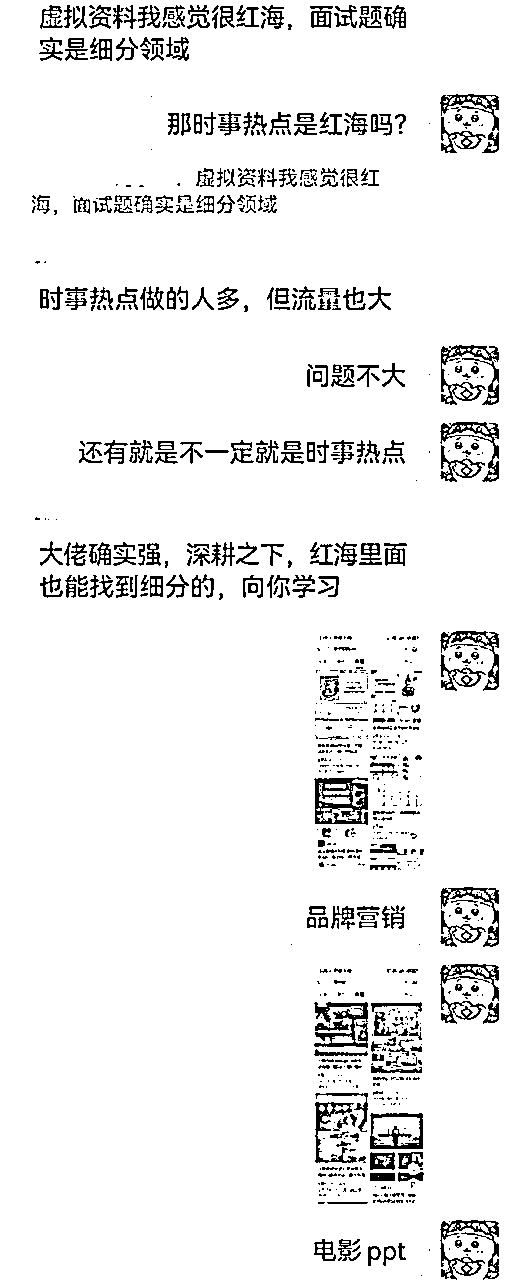 虚拟资料我感觉很红海，面试题确
实是细分领域
那时事热点是红海吗？
虚拟资料我感觉很红
海，面试题确实是细分领域
时事热点做的人多，但流量也大
问题不大
还有就是不一定就是时事热点
大佬确实强，深耕之下，红海里面
也能找到细分的，向你学习
品牌营销
电影ppt